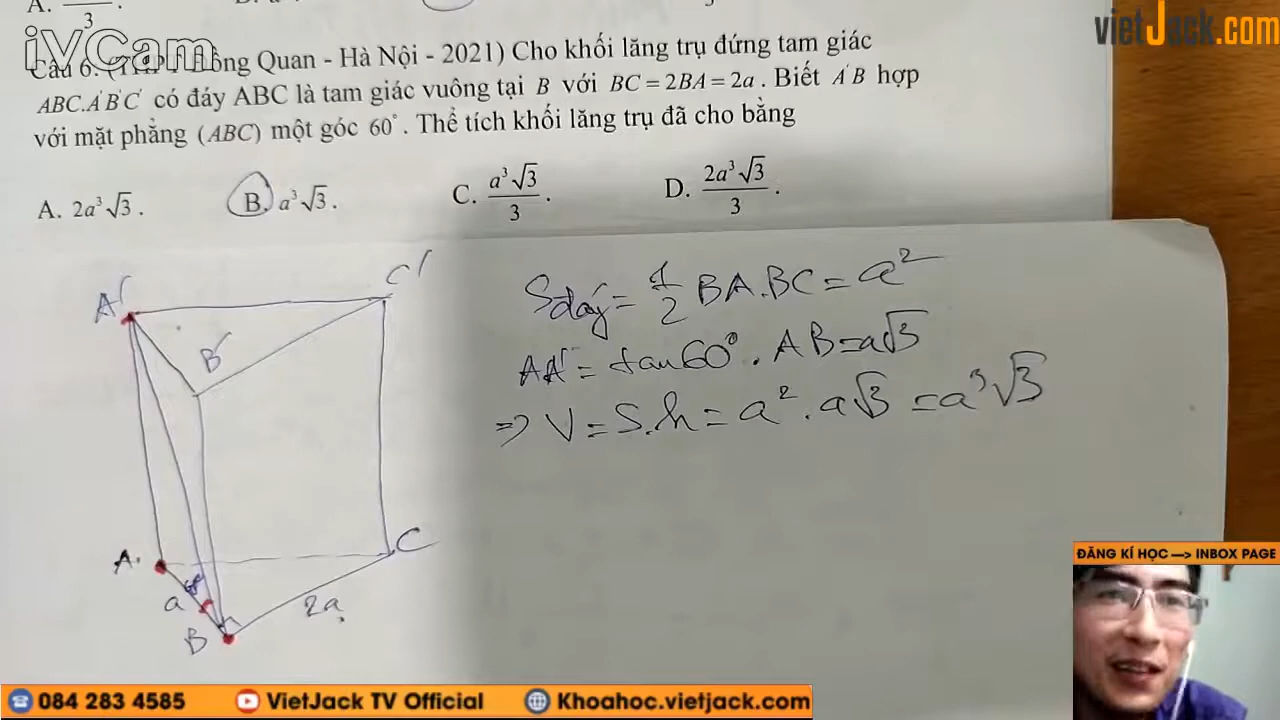 A.
3
iVCam
vietJack.com
Câu 6. (THPT Hồng Quan - Hà Nội - 2021) Cho khối lăng trụ đứng tam giác
ABC.A'B'C' có đáy ABC là tam giác vuông tại B với BC = 2BA = 2a. Biết A'B hợp
với mặt phẳng (ABC) một góc 60°. Thể tích khối lăng trụ đã cho bằng
A. 2a³√3. B. a³√3. C. a³√3/3. D. 2a³√3/3.
A' C'
B'
Sđáy = 1/2 BA.BC = a²
AA' = tan60°. AB = a√3
=> V = S.h = a². a√3 = a³√3
A C
a 2a
B
ĐĂNG KÍ HỌC —> INBOX PAGE
084 283 4585 VietJack TV Official Khoahoc.vietjack.com